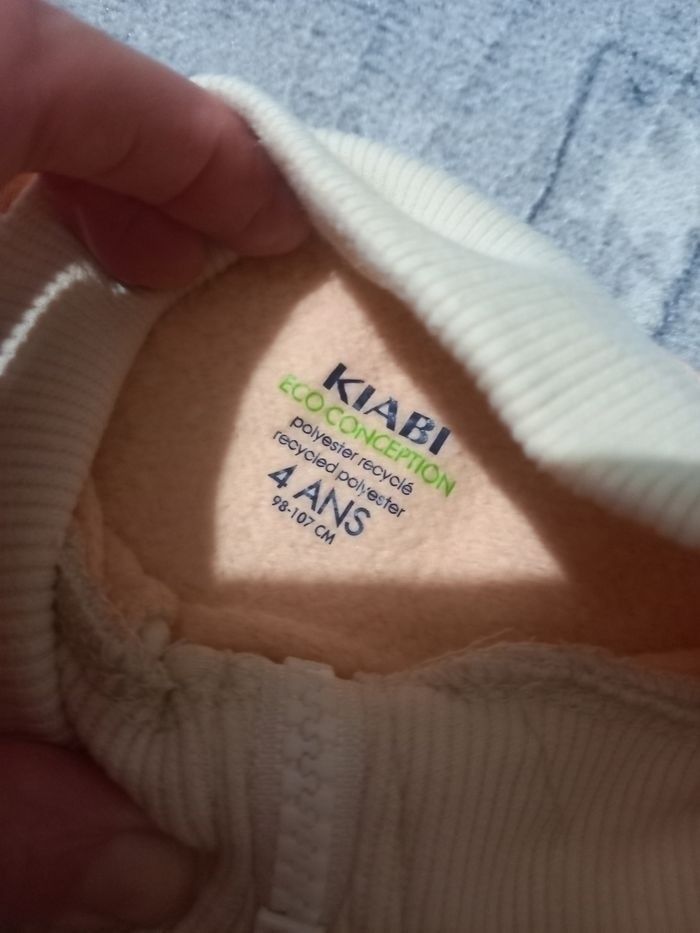 KIABI
ECO CONCEPTION
polyester recyclé
recycled polyester
4 ANS
98-107 CM